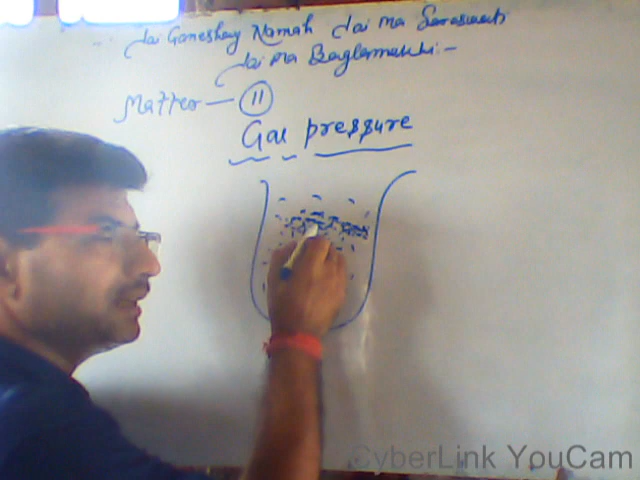 Jai Ganeshay Namah Jai Ma Saraswati
Jai Ma Baglamukhi -
Matter - 11
Gas pressure
CyberLink YouCam